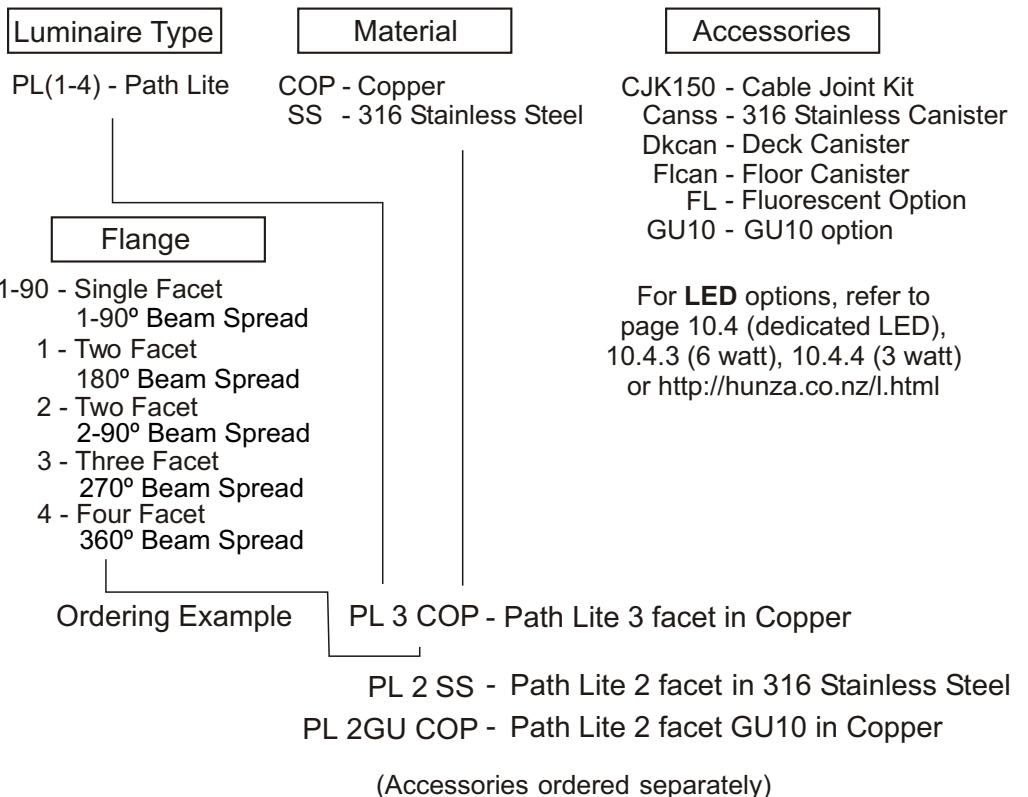 Luminaire Type
PL(1-4) - Path Lite
Material
COP - Copper
SS - 316 Stainless Steel
Accessories
CJK150 - Cable Joint Kit
Canss - 316 Stainless Canister
Dkcan - Deck Canister
Flcan - Floor Canister
FL - Fluorescent Option
GU10 - GU10 option
Flange
1-90 - Single Facet
1-90º Beam Spread
1 - Two Facet
180º Beam Spread
2 - Two Facet
2-90º Beam Spread
3 - Three Facet
270º Beam Spread
4 - Four Facet
360º Beam Spread
For LED options, refer to
page 10.4 (dedicated LED),
10.4.3 (6 watt), 10.4.4 (3 watt)
or http://hunza.co.nz/l.html
Ordering Example
PL 3 COP - Path Lite 3 facet in Copper
PL 2 SS - Path Lite 2 facet in 316 Stainless Steel
PL 2GU COP - Path Lite 2 facet GU10 in Copper
(Accessories ordered separately)